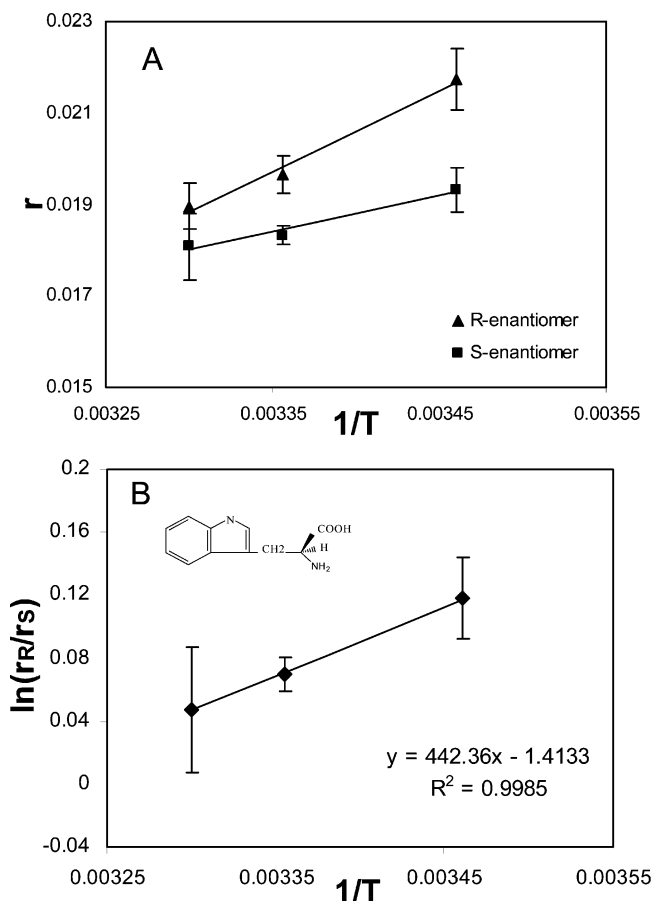 0.023
A
0.021
0.019
r
0.017
R-enantiomer
S-enantiomer
0.015
0.00325 0.00335 0.00345 0.00355
1/T
0.2
B
N
COOH
0.16
CH2 H
NH2
0.12
ln(rR/rS)
0.08
0.04
y = 442.36x - 1.4133
0
R² = 0.9985
-0.04
0.00325 0.00335 0.00345 0.00355
1/T